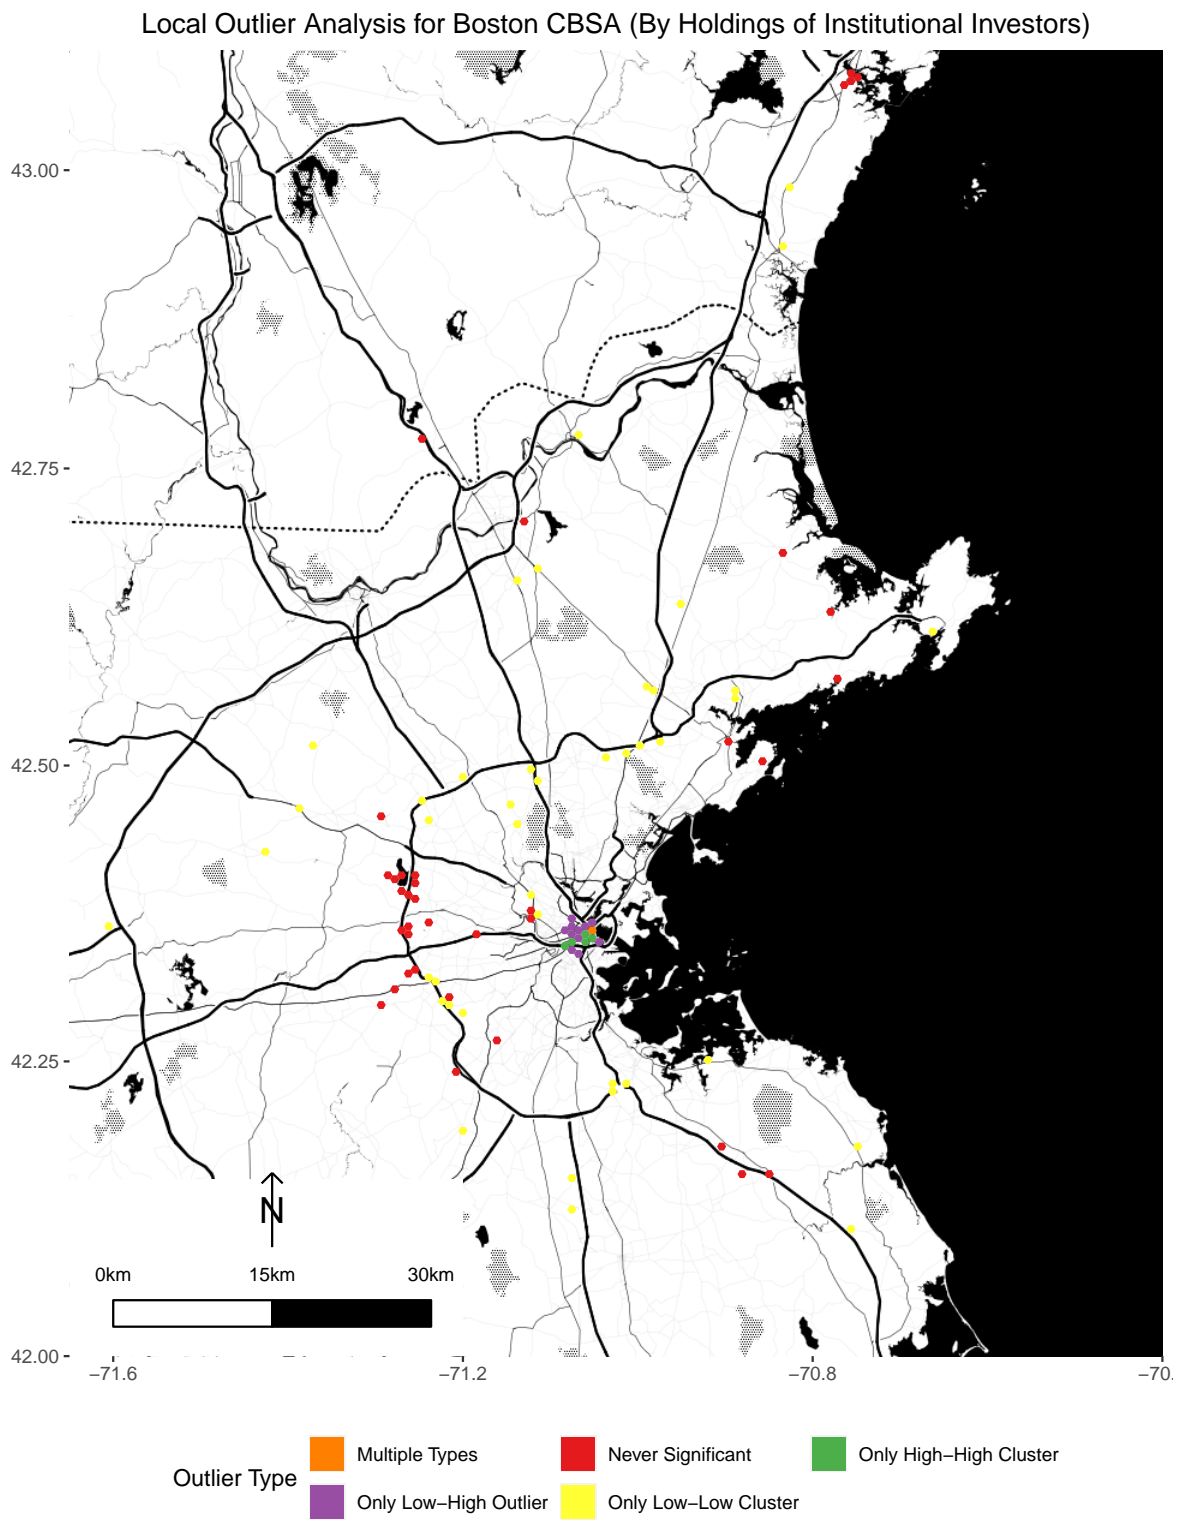 Local Outlier Analysis for Boston CBSA (By Holdings of Institutional Investors)
43.00
42.75
42.50
42.25
42.00
N
0km 15km 30km
−71.6 −71.2 −70.8 −70.
Outlier Type
Multiple Types Never Significant Only High−High Cluster
Only Low−High Outlier Only Low−Low Cluster